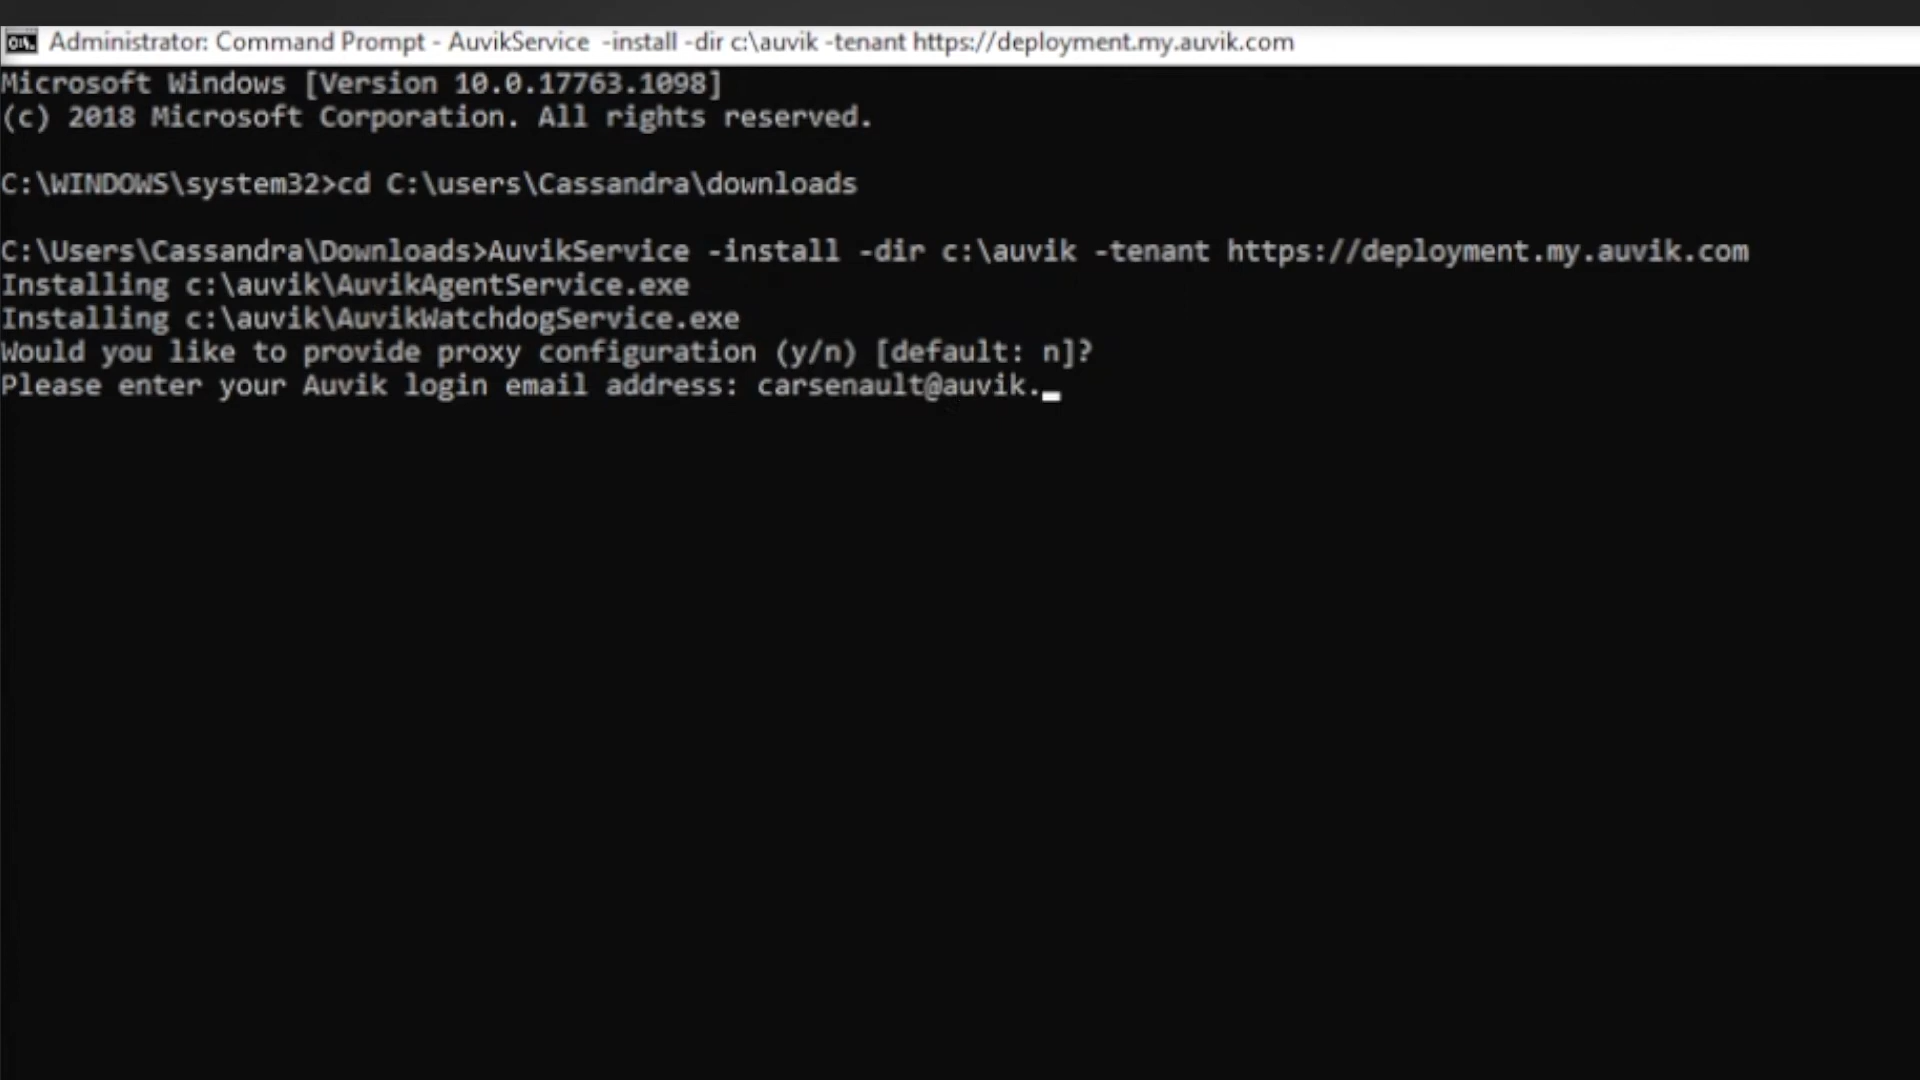 Administrator: Command Prompt - AuvikService -install -dir c:\auvik -tenant https://deployment.my.auvik.com
Microsoft Windows [Version 10.0.17763.1098]
(c) 2018 Microsoft Corporation. All rights reserved.
C:\WINDOWS\system32>cd C:\users\Cassandra\downloads
C:\Users\Cassandra\Downloads>AuvikService -install -dir c:\auvik -tenant https://deployment.my.auvik.com
Installing c:\auvik\AuvikAgentService.exe
Installing c:\auvik\AuvikWatchdogService.exe
Would you like to provide proxy configuration (y/n) [default: n]?
Please enter your Auvik login email address: carsenault@auvik.